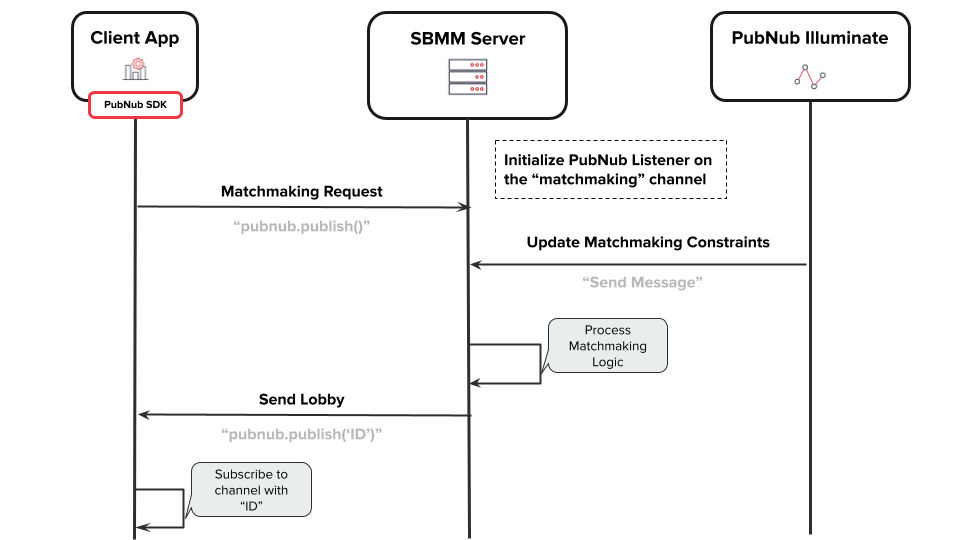 Client App
SBMM Server
PubNub Illuminate
PubNub SDK
Initialize PubNub Listener on
the “matchmaking” channel
Matchmaking Request
“pubnub.publish()”
Update Matchmaking Constraints
“Send Message”
Process
Matchmaking
Logic
Send Lobby
“pubnub.publish(‘ID’)”
Subscribe to
channel with
“ID”